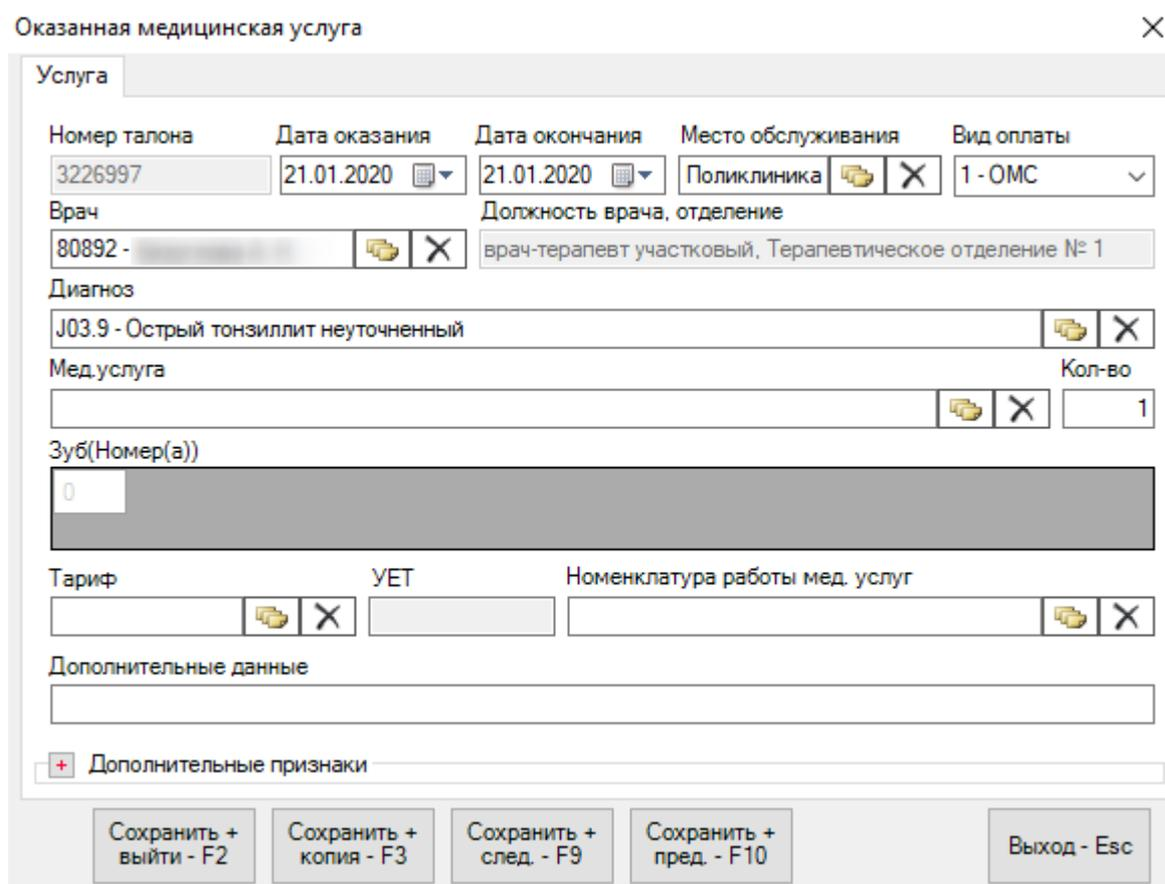 Оказанная медицинская услуга
Услуга
Номер талона Дата оказания Дата окончания Место обслуживания Вид оплаты
3226997 21.01.2020 21.01.2020 Поликлиника 1 - ОМС
Врач Должность врача, отделение
80892 - врач-терапевт участковый, Терапевтическое отделение № 1
Диагноз
J03.9 - Острый тонзиллит неуточненный
Мед.услуга Кол-во
1
Зуб(Номер(а))
0
Тариф УЕТ Номенклатура работы мед. услуг
Дополнительные данные
+ Дополнительные признаки
Сохранить + Сохранить + Сохранить + Сохранить +
выйти - F2 копия - F3 след. - F9 пред. - F10 Выход - Esc